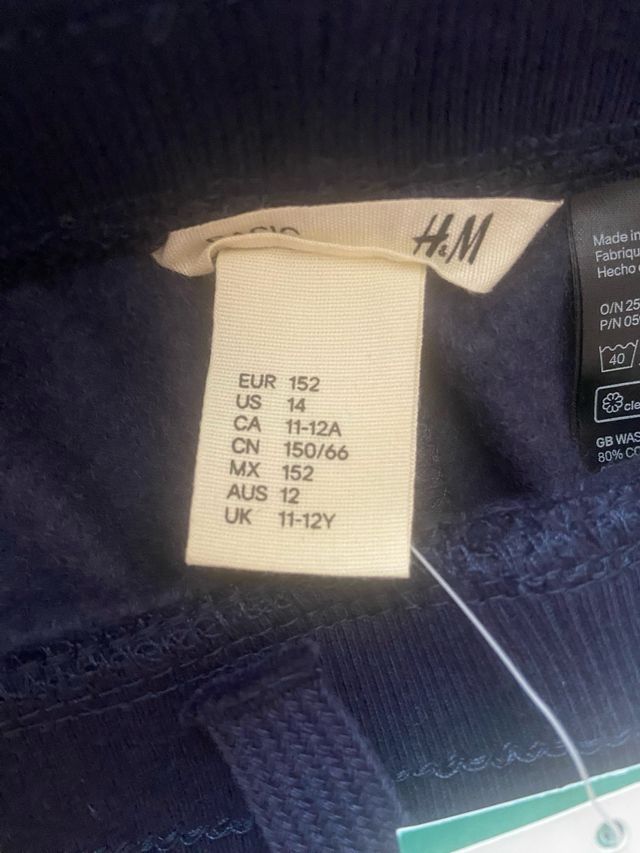 H&M
EUR 152
US 14
CA 11-12A
CN 150/66
MX 152
AUS 12
UK 11-12Y
Made in
Hecho
O/N 25
P/N 05
40
GB WAS
80% CO